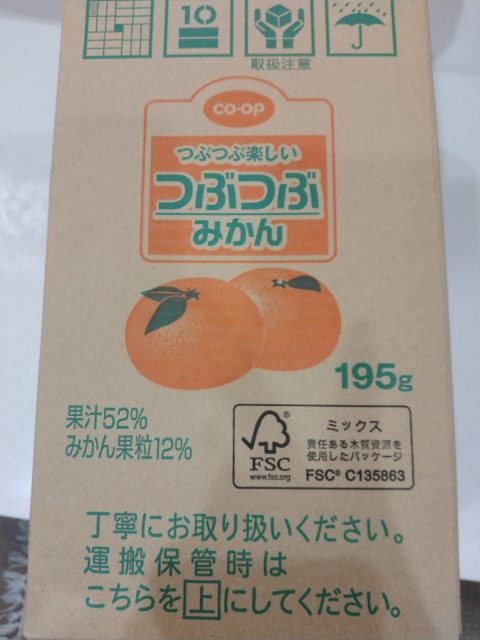 10
取扱注意
co·op
つぶつぶ楽しい
つぶつぶ
みかん
195g
果汁52%
みかん果粒12%
FSC®
www.fsc.org
ミックス
責任ある木質資源を
使用したパッケージ
FSC® C135863
丁寧にお取り扱いください。
運搬保管時は
こちらを上にしてください。